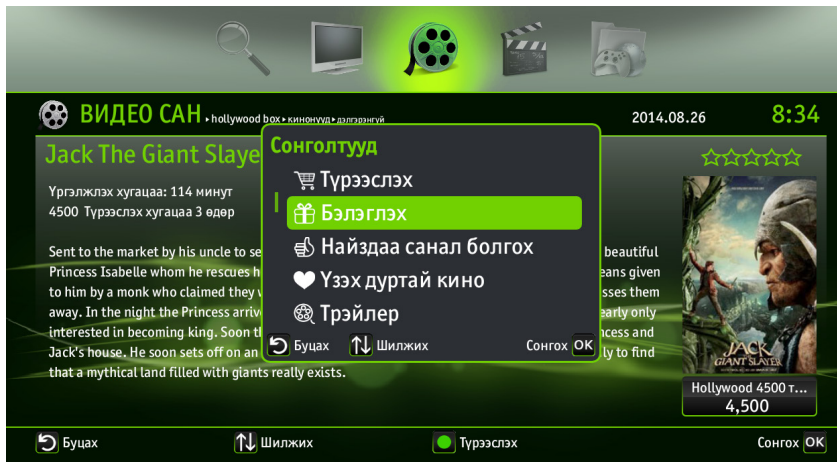 ВИДЕО САН ▸ hollywood box ▸ кинонууд ▸ дэлгэрэнгүй
2014.08.26
8:34
Jack The Giant Slaye
Үргэлжлэх хугацаа: 114 минут
4500 Түрээслэх хугацаа 3 өдөр
Sent to the market by his uncle to se
beautiful
Princess Isabelle whom he rescues h
eans given
to him by a monk who claimed they w
sses them
away. In the night the Princess arriv
early only
interested in becoming king. Soon th
ncess and
Jack's house. He soon sets off on an
ly to find
that a mythical land filled with giants really exists.
Сонголтууд
Түрээслэх
Бэлэглэх
Найздаа санал болгох
Үзэх дуртай кино
Трэйлер
Буцах
Шилжих
Сонгох OK
JACK
THE
GIANT SLAYER
Hollywood 4500 т...
4,500
Буцах
Шилжих
Түрээслэх
Сонгох OK